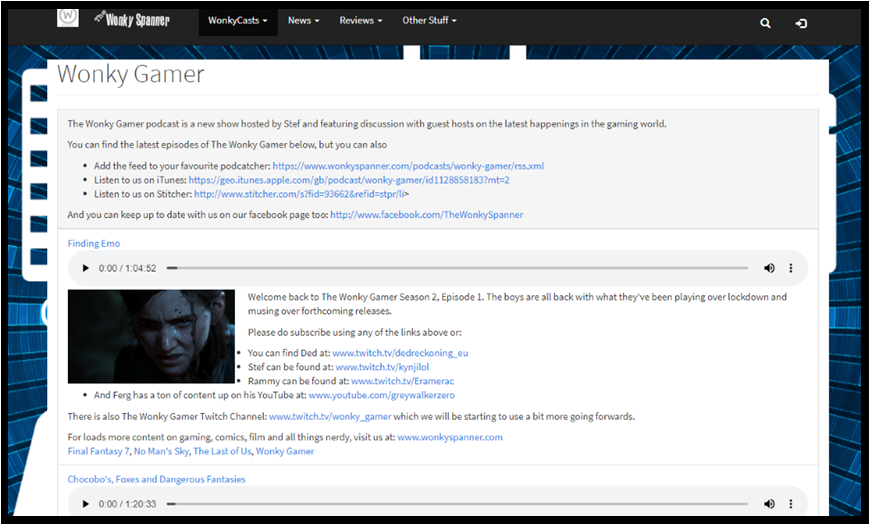 The Wonky Spanner WonkyCasts News Reviews Other Stuff
Wonky Gamer
The Wonky Gamer podcast is a new show hosted by Stef and featuring discussion with guest hosts on the latest happenings in the gaming world.
You can find the latest episodes of The Wonky Gamer below, but you can also
• Add the feed to your favourite podcatcher: https://www.wonkyspanner.com/podcasts/wonky-gamer/rss.xml
• Listen to us on iTunes: https://geo.itunes.apple.com/gb/podcast/wonky-gamer/id1128858183?mt=2
• Listen to us on Stitcher: http://www.stitcher.com/s?fid=93662&refid=stpr/li>
And you can keep up to date with us on our facebook page too: http://www.facebook.com/TheWonkySpanner
Finding Emo
0:00 / 1:04:52
Welcome back to The Wonky Gamer Season 2, Episode 1. The boys are all back with what they've been playing over lockdown and
musing over forthcoming releases.
Please do subscribe using any of the links above or:
• You can find Ded at: www.twitch.tv/dedreckoning_eu
• Stef can be found at: www.twitch.tv/kynjilol
• Rammy can be found at: www.twitch.tv/Eramerac
• And Ferg has a ton of content up on his YouTube at: www.youtube.com/greywalkerzero
There is also The Wonky Gamer Twitch Channel: www.twitch.tv/wonky_gamer which we will be starting to use a bit more going forwards.
For loads more content on gaming, comics, film and all things nerdy, visit us at: www.wonkyspanner.com
Final Fantasy 7, No Man's Sky, The Last of Us, Wonky Gamer
Chocobo's, Foxes and Dangerous Fantasies
0:00 / 1:20:33